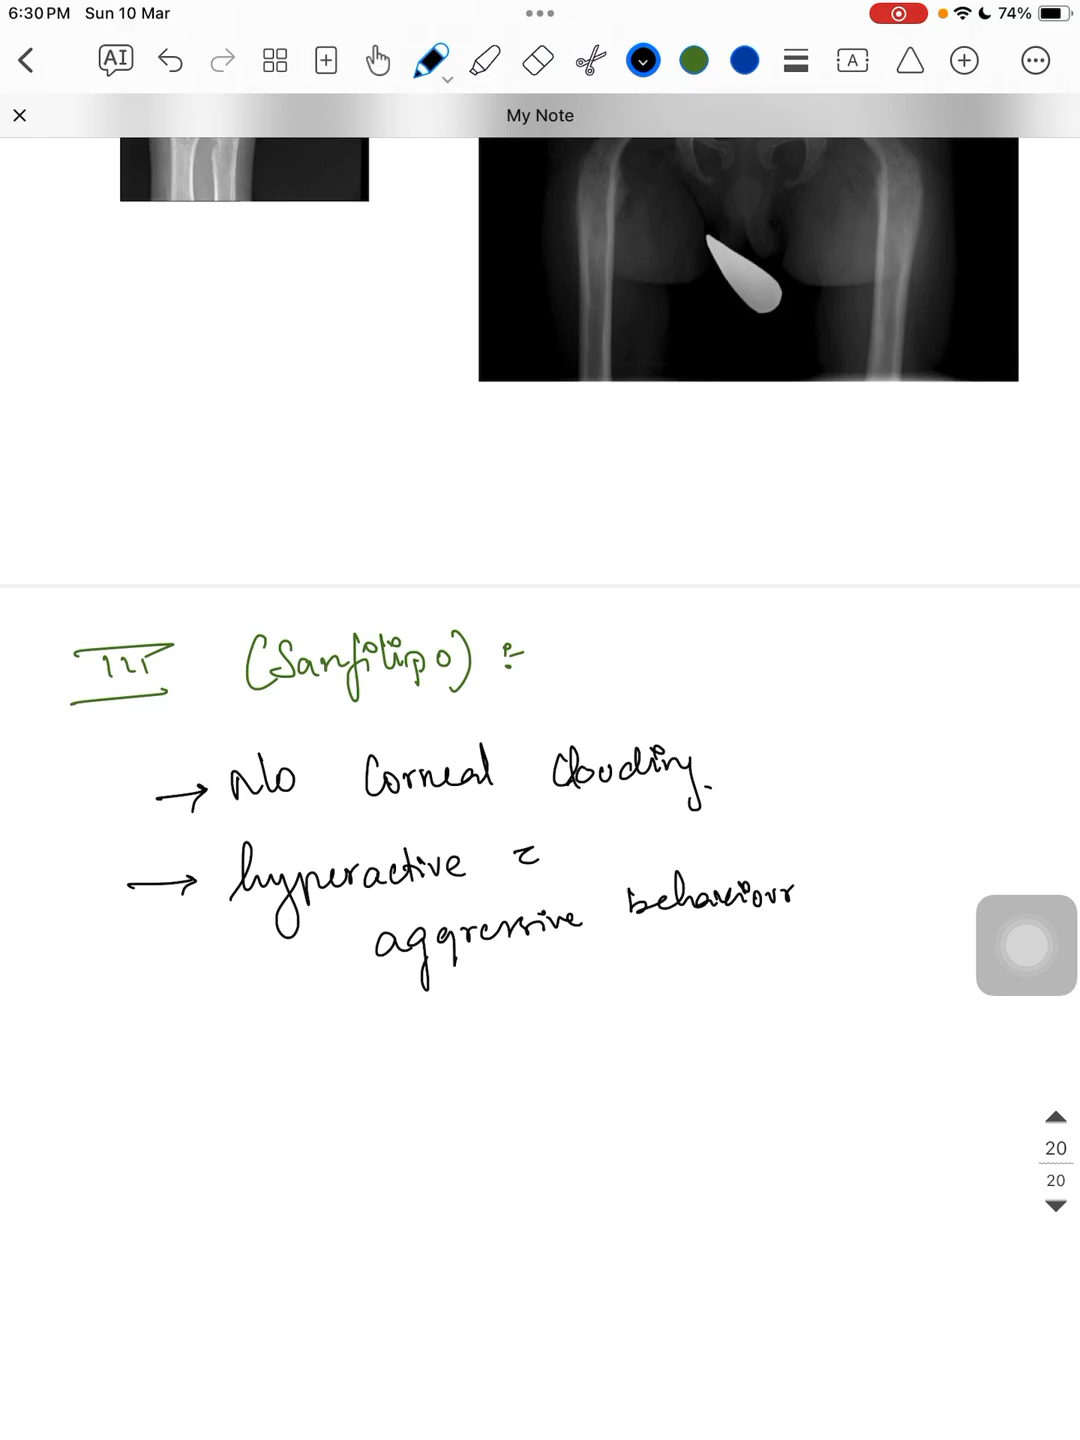 6:30 PM Sun 10 Mar 74%
AI A
My Note
III (Sanfilipo) :-
→ No Corneal Clouding.
→ hyperactive c
aggressive behaviour
20
20